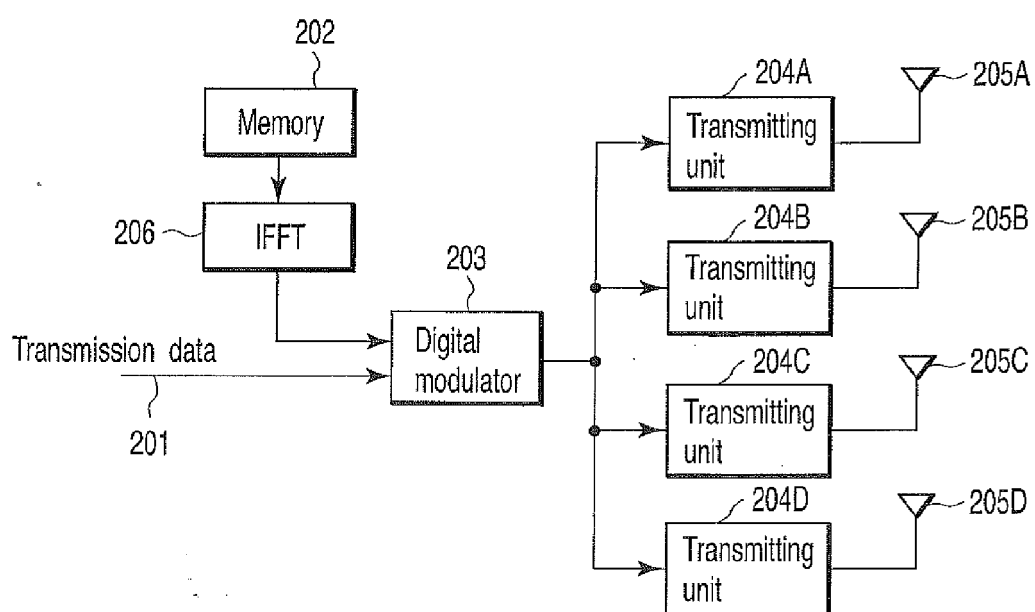 202
Memory
206
IFFT
203
Digital
modulator
Transmission data
201
204A
Transmitting
unit
205A
204B
Transmitting
unit
205B
204C
Transmitting
unit
205C
204D
Transmitting
unit
205D